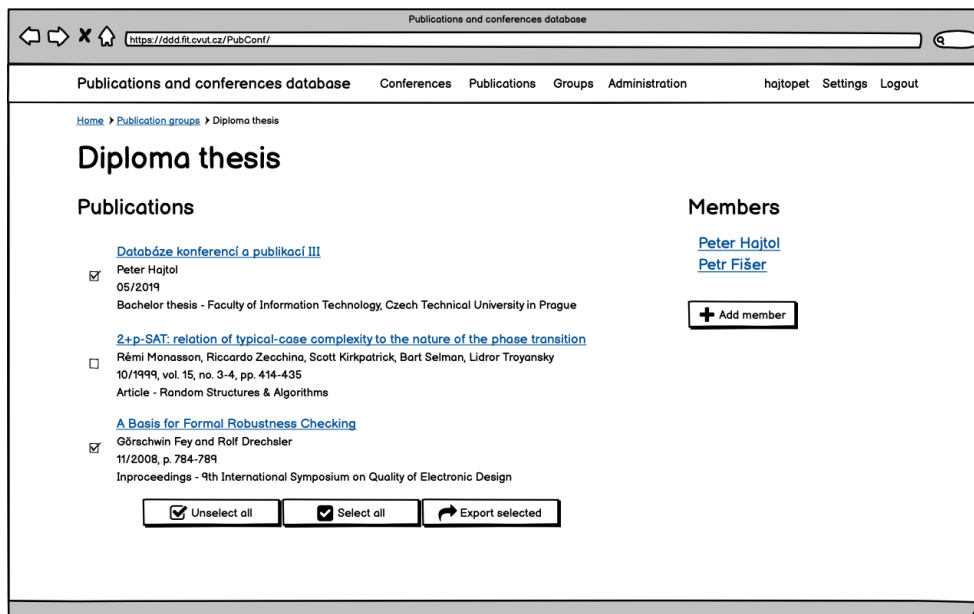 Publications and conferences database
https://ddd.fit.cvut.cz/PubConf/
Publications and conferences database Conferences Publications Groups Administration hajtopet Settings Logout
Home > Publication groups > Diploma thesis
Diploma thesis
Publications
Databáze konferencí a publikací III
Peter Hajtol
05/2019
Bachelor thesis - Faculty of Information Technology, Czech Technical University in Prague
2+p-SAT: relation of typical-case complexity to the nature of the phase transition
Rémi Monasson, Riccardo Zecchina, Scott Kirkpatrick, Bart Selman, Lidror Troyansky
10/1999, vol. 15, no. 3-4, pp. 414-435
Article - Random Structures & Algorithms
A Basis for Formal Robustness Checking
Görschwin Fey and Rolf Drechsler
11/2008, p. 784-789
Inproceedings - 9th International Symposium on Quality of Electronic Design
Unselect all Select all Export selected
Members
Peter Hajtol
Petr Fišer
Add member